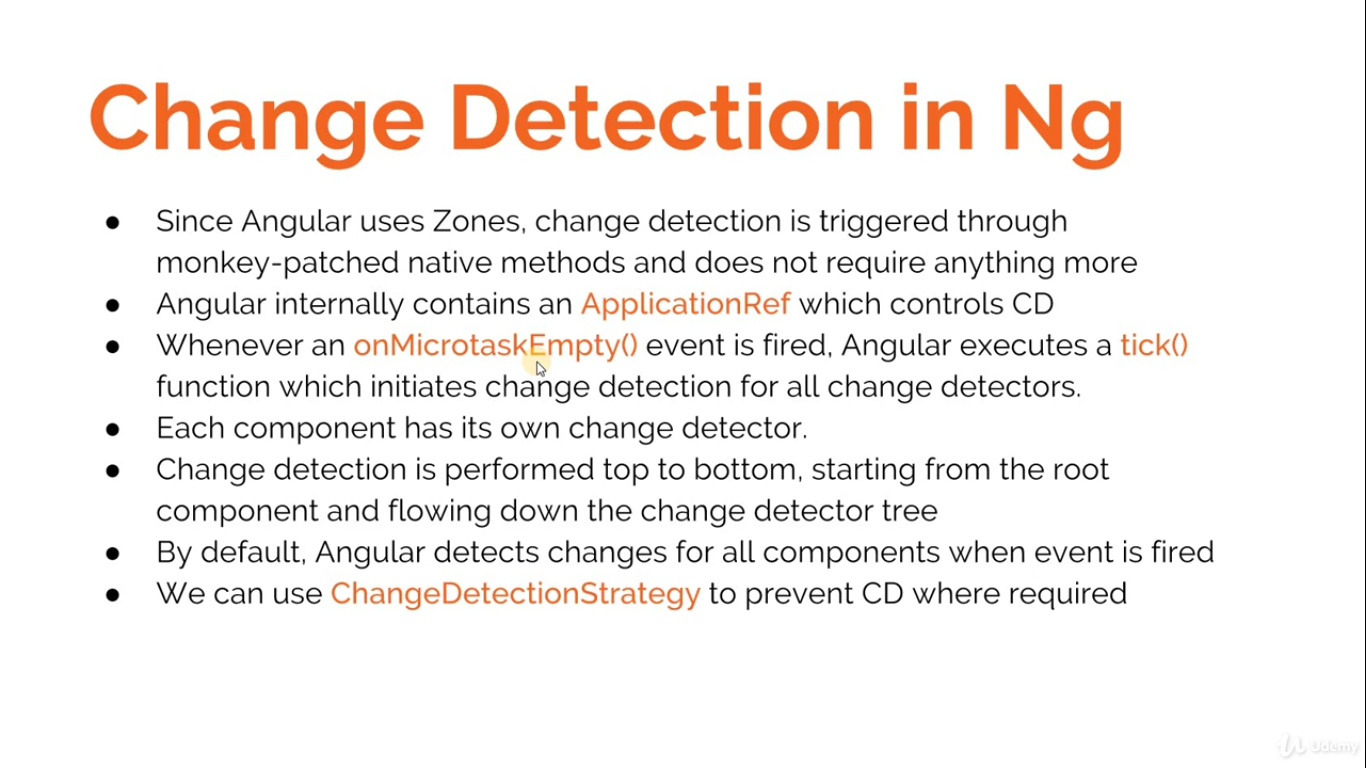 Change Detection in Ng
● Since Angular uses Zones, change detection is triggered through
monkey-patched native methods and does not require anything more
● Angular internally contains an ApplicationRef which controls CD
● Whenever an onMicrotaskEmpty() event is fired, Angular executes a tick()
function which initiates change detection for all change detectors.
● Each component has its own change detector.
● Change detection is performed top to bottom, starting from the root
component and flowing down the change detector tree
● By default, Angular detects changes for all components when event is fired
● We can use ChangeDetectionStrategy to prevent CD where required
Udemy